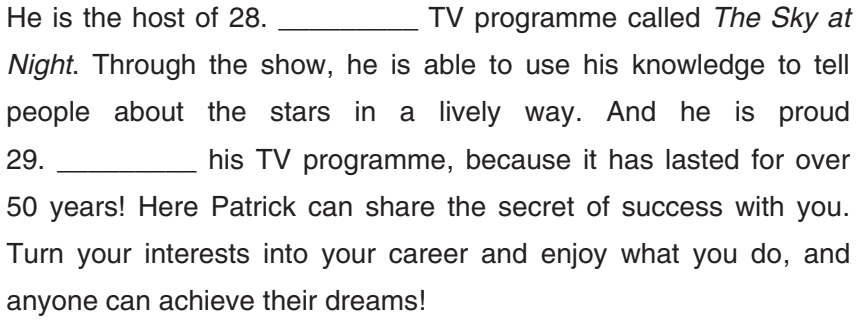 He is the host of 28. _________ TV programme called The Sky at
Night. Through the show, he is able to use his knowledge to tell
people about the stars in a lively way. And he is proud
29. _________ his TV programme, because it has lasted for over
50 years! Here Patrick can share the secret of success with you.
Turn your interests into your career and enjoy what you do, and
anyone can achieve their dreams!